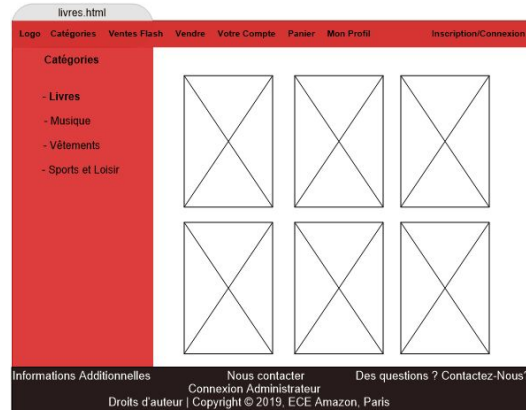 livres.html
Logo Catégories Ventes Flash Vendre Votre Compte Panier Mon Profil Inscription/Connexion
Catégories
- Livres
- Musique
- Vêtements
- Sports et Loisir
Informations Additionnelles Nous contacter Des questions ? Contactez-Nous?
Connexion Administrateur
Droits d'auteur | Copyright © 2019, ECE Amazon, Paris